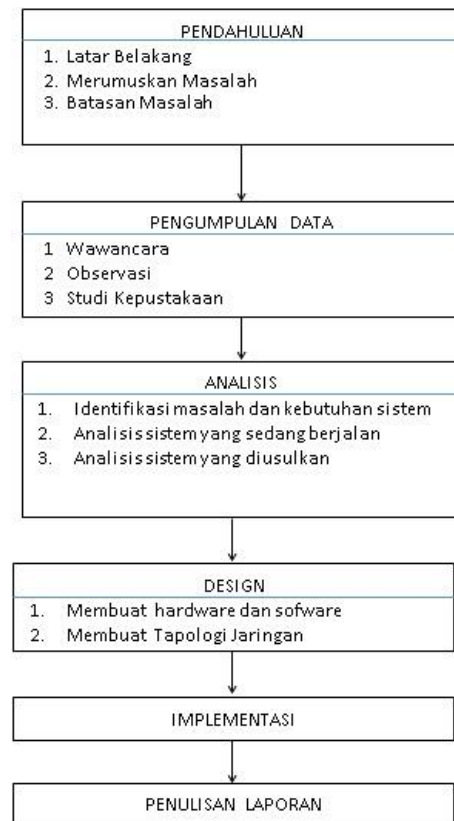 PENDAHULUAN
1. Latar Belakang
2. Merumuskan Masalah
3. Batasan Masalah
PENGUMPULAN DATA
1 Wawancara
2 Observasi
3 Studi Kepustakaan
ANALISIS
1. Identifikasi masalah dan kebutuhan sistem
2. Analisis sistem yang sedang berjalan
3. Analisis sistem yang diusulkan
DESIGN
1. Membuat hardware dan sofware
2. Membuat Tapologi Jaringan
IMPLEMENTASI
PENULISAN LAPORAN